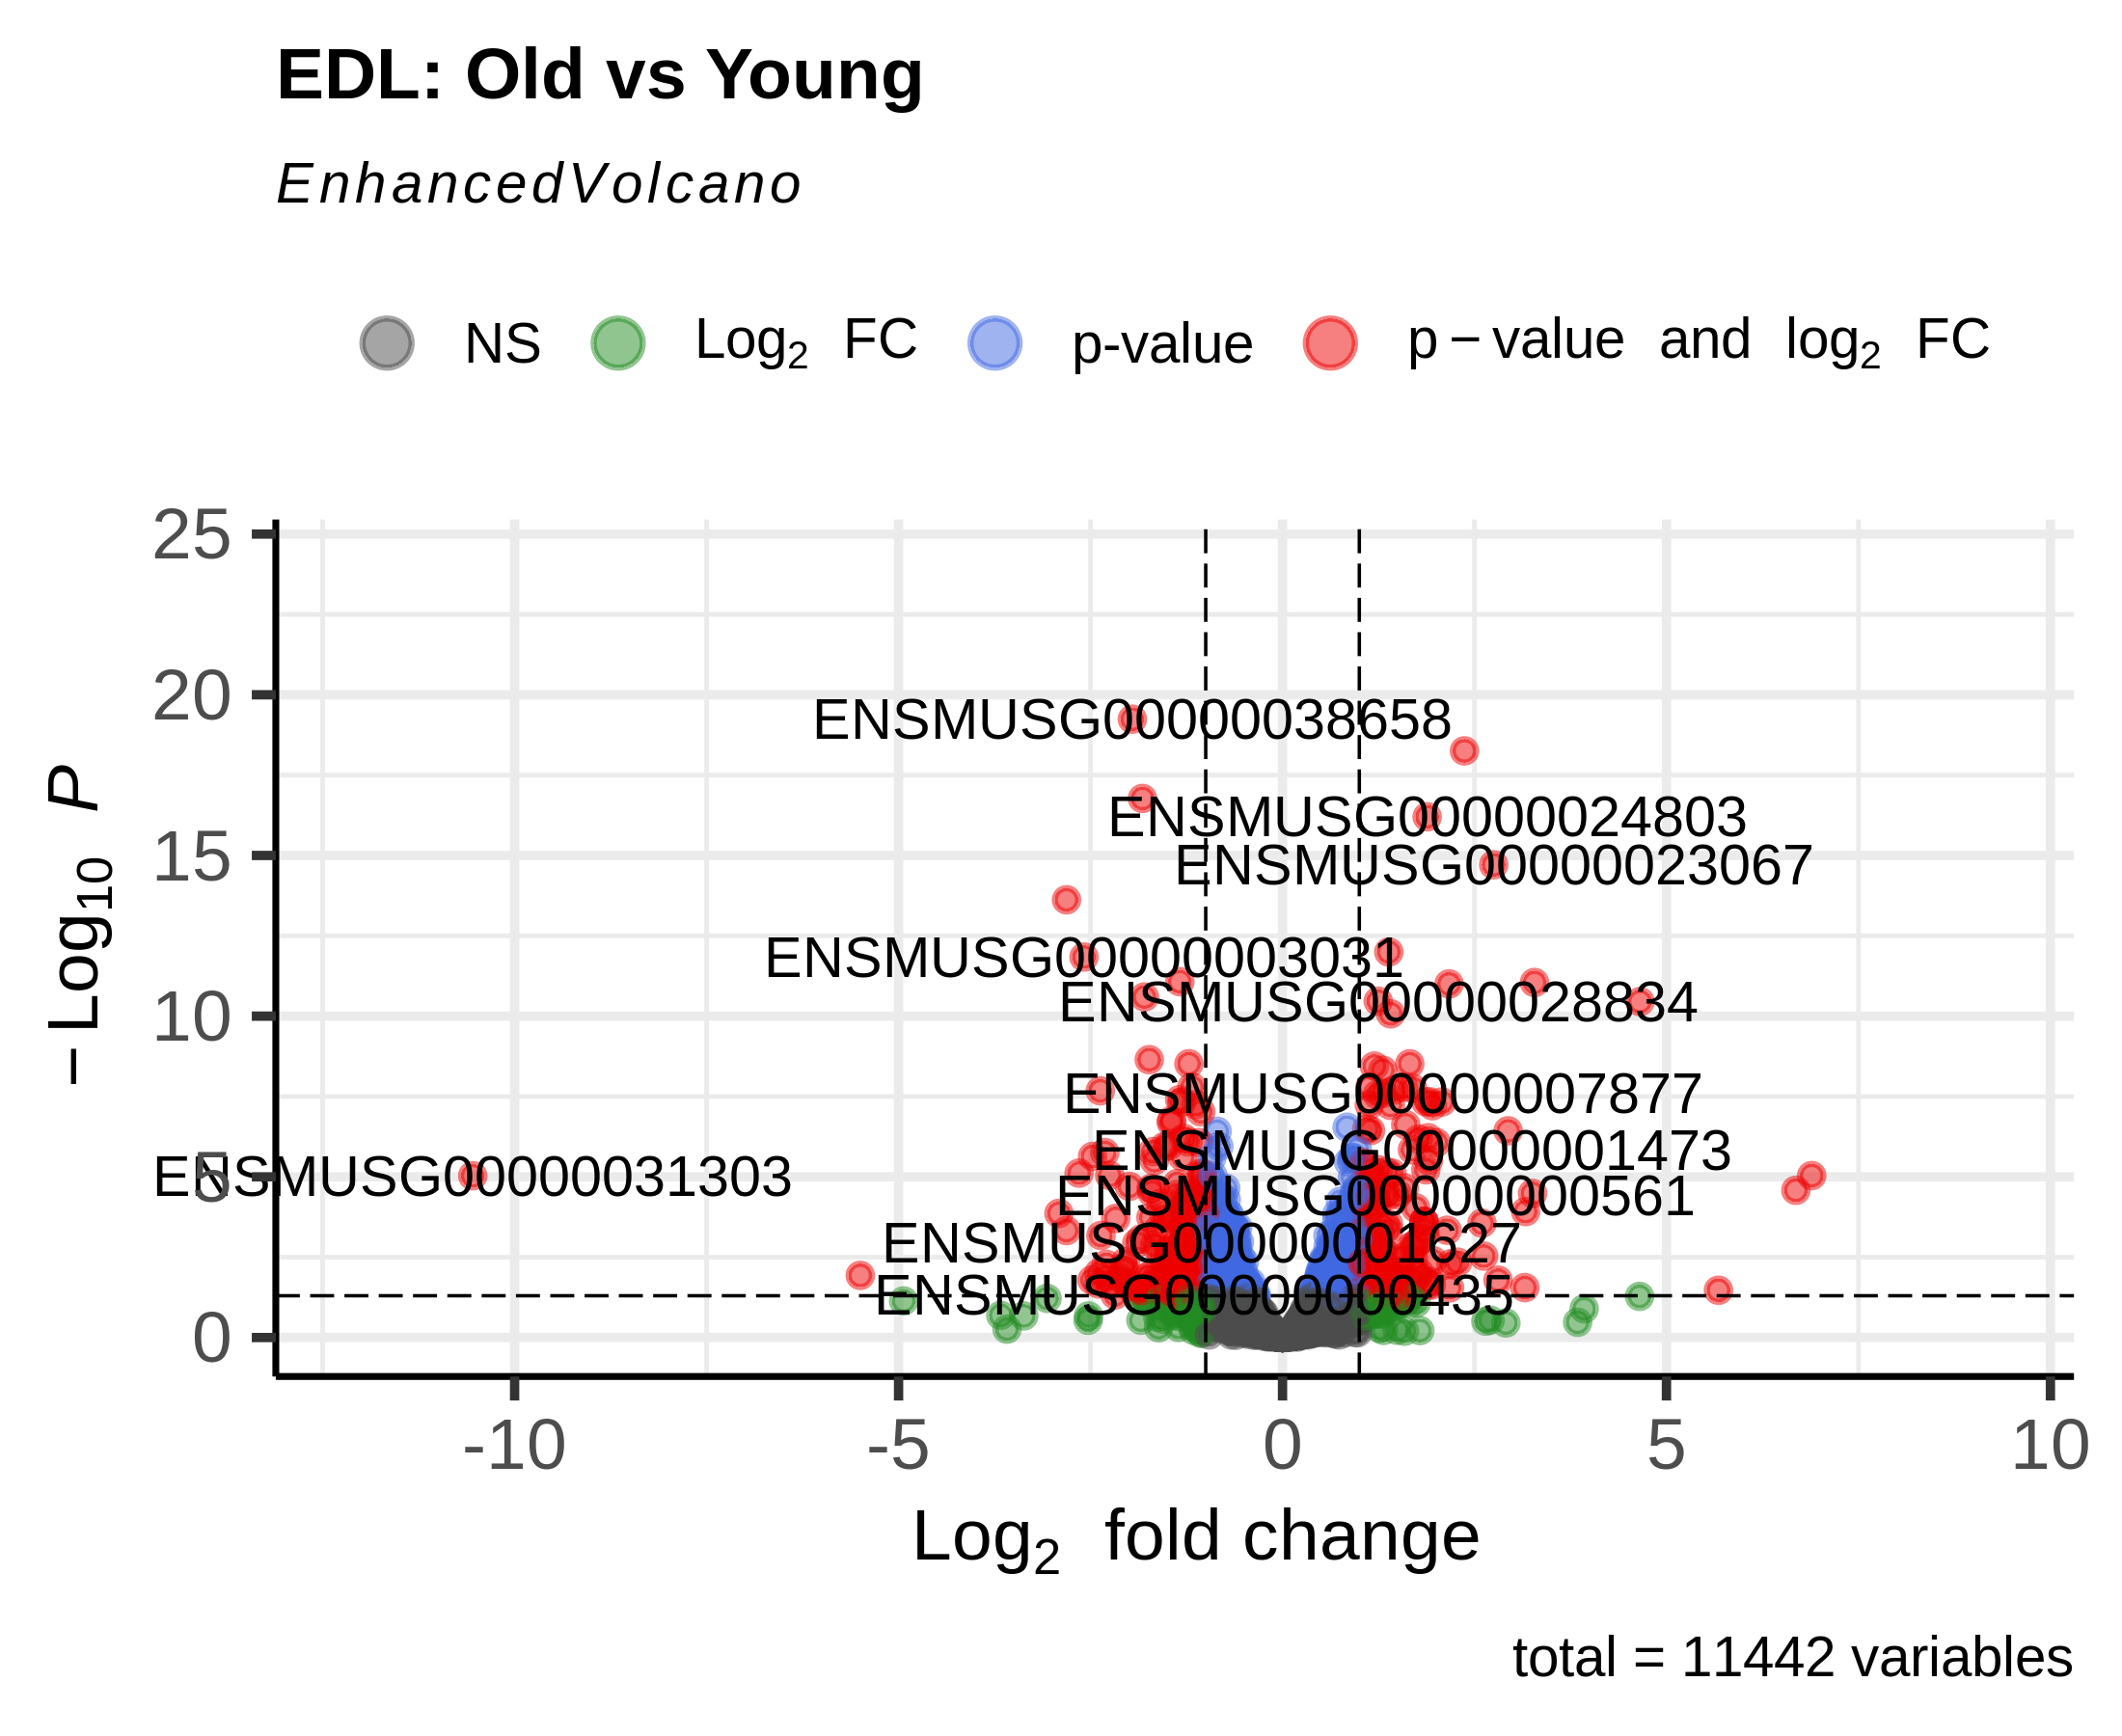 EDL: Old vs Young
EnhancedVolcano
NS
Log2 FC
p-value
p − value and log2 FC
25
20
15
10
5
0
− Log10 P
ENSMUSG00000038658
ENSMUSG00000024803
ENSMUSG00000023067
ENSMUSG00000003031
ENSMUSG00000028834
ENSMUSG00000007877
ENSMUSG00000001473
ENSMUSG00000031303
ENSMUSG00000000561
ENSMUSG00000001627
ENSMUSG00000000435
-10
-5
0
5
10
Log2 fold change
total = 11442 variables